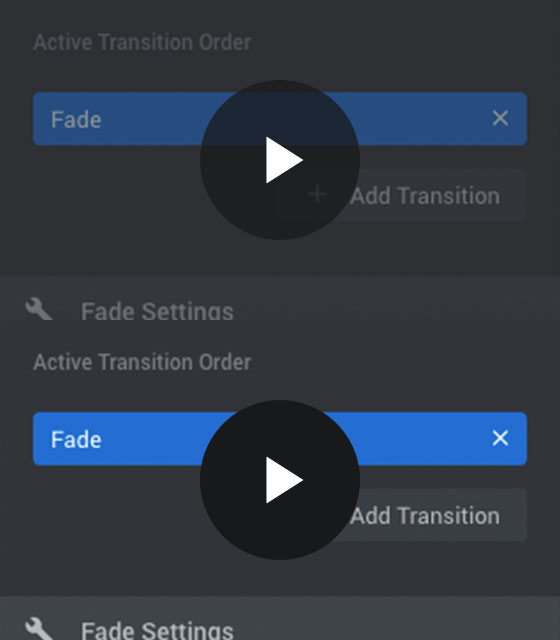 Active Transition Order
Fade
Add Transition
Fade Settings
Active Transition Order
Fade
Add Transition
Fade Settings